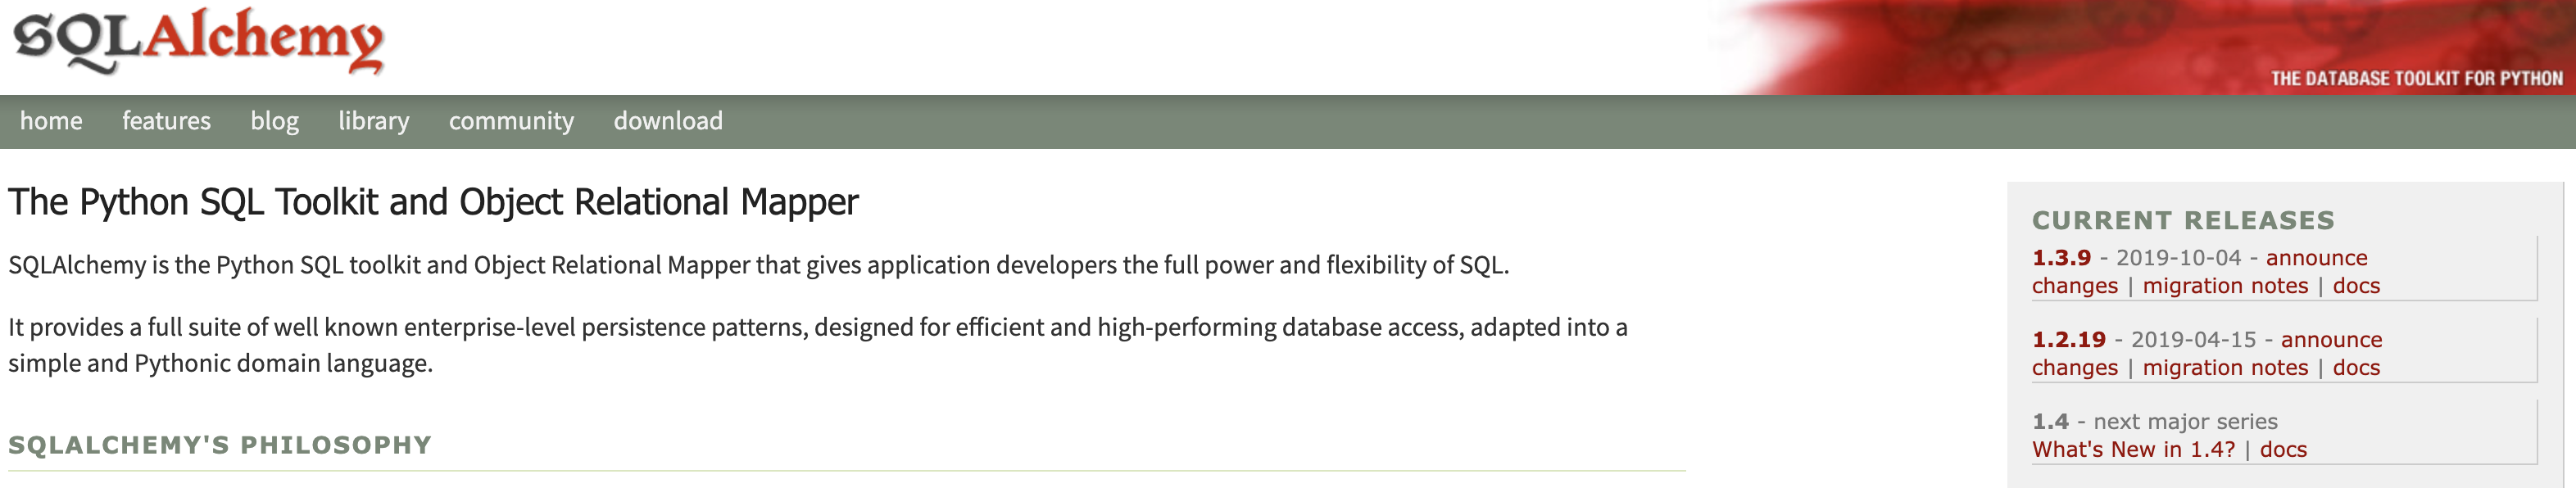 SQLAlchemy
THE DATABASE TOOLKIT FOR PYTHON
home features blog library community download
The Python SQL Toolkit and Object Relational Mapper
SQLAlchemy is the Python SQL toolkit and Object Relational Mapper that gives application developers the full power and flexibility of SQL.
It provides a full suite of well known enterprise-level persistence patterns, designed for efficient and high-performing database access, adapted into a
simple and Pythonic domain language.
SQLALCHEMY'S PHILOSOPHY
CURRENT RELEASES
1.3.9 - 2019-10-04 - announce
changes | migration notes | docs
1.2.19 - 2019-04-15 - announce
changes | migration notes | docs
1.4 - next major series
What's New in 1.4? | docs